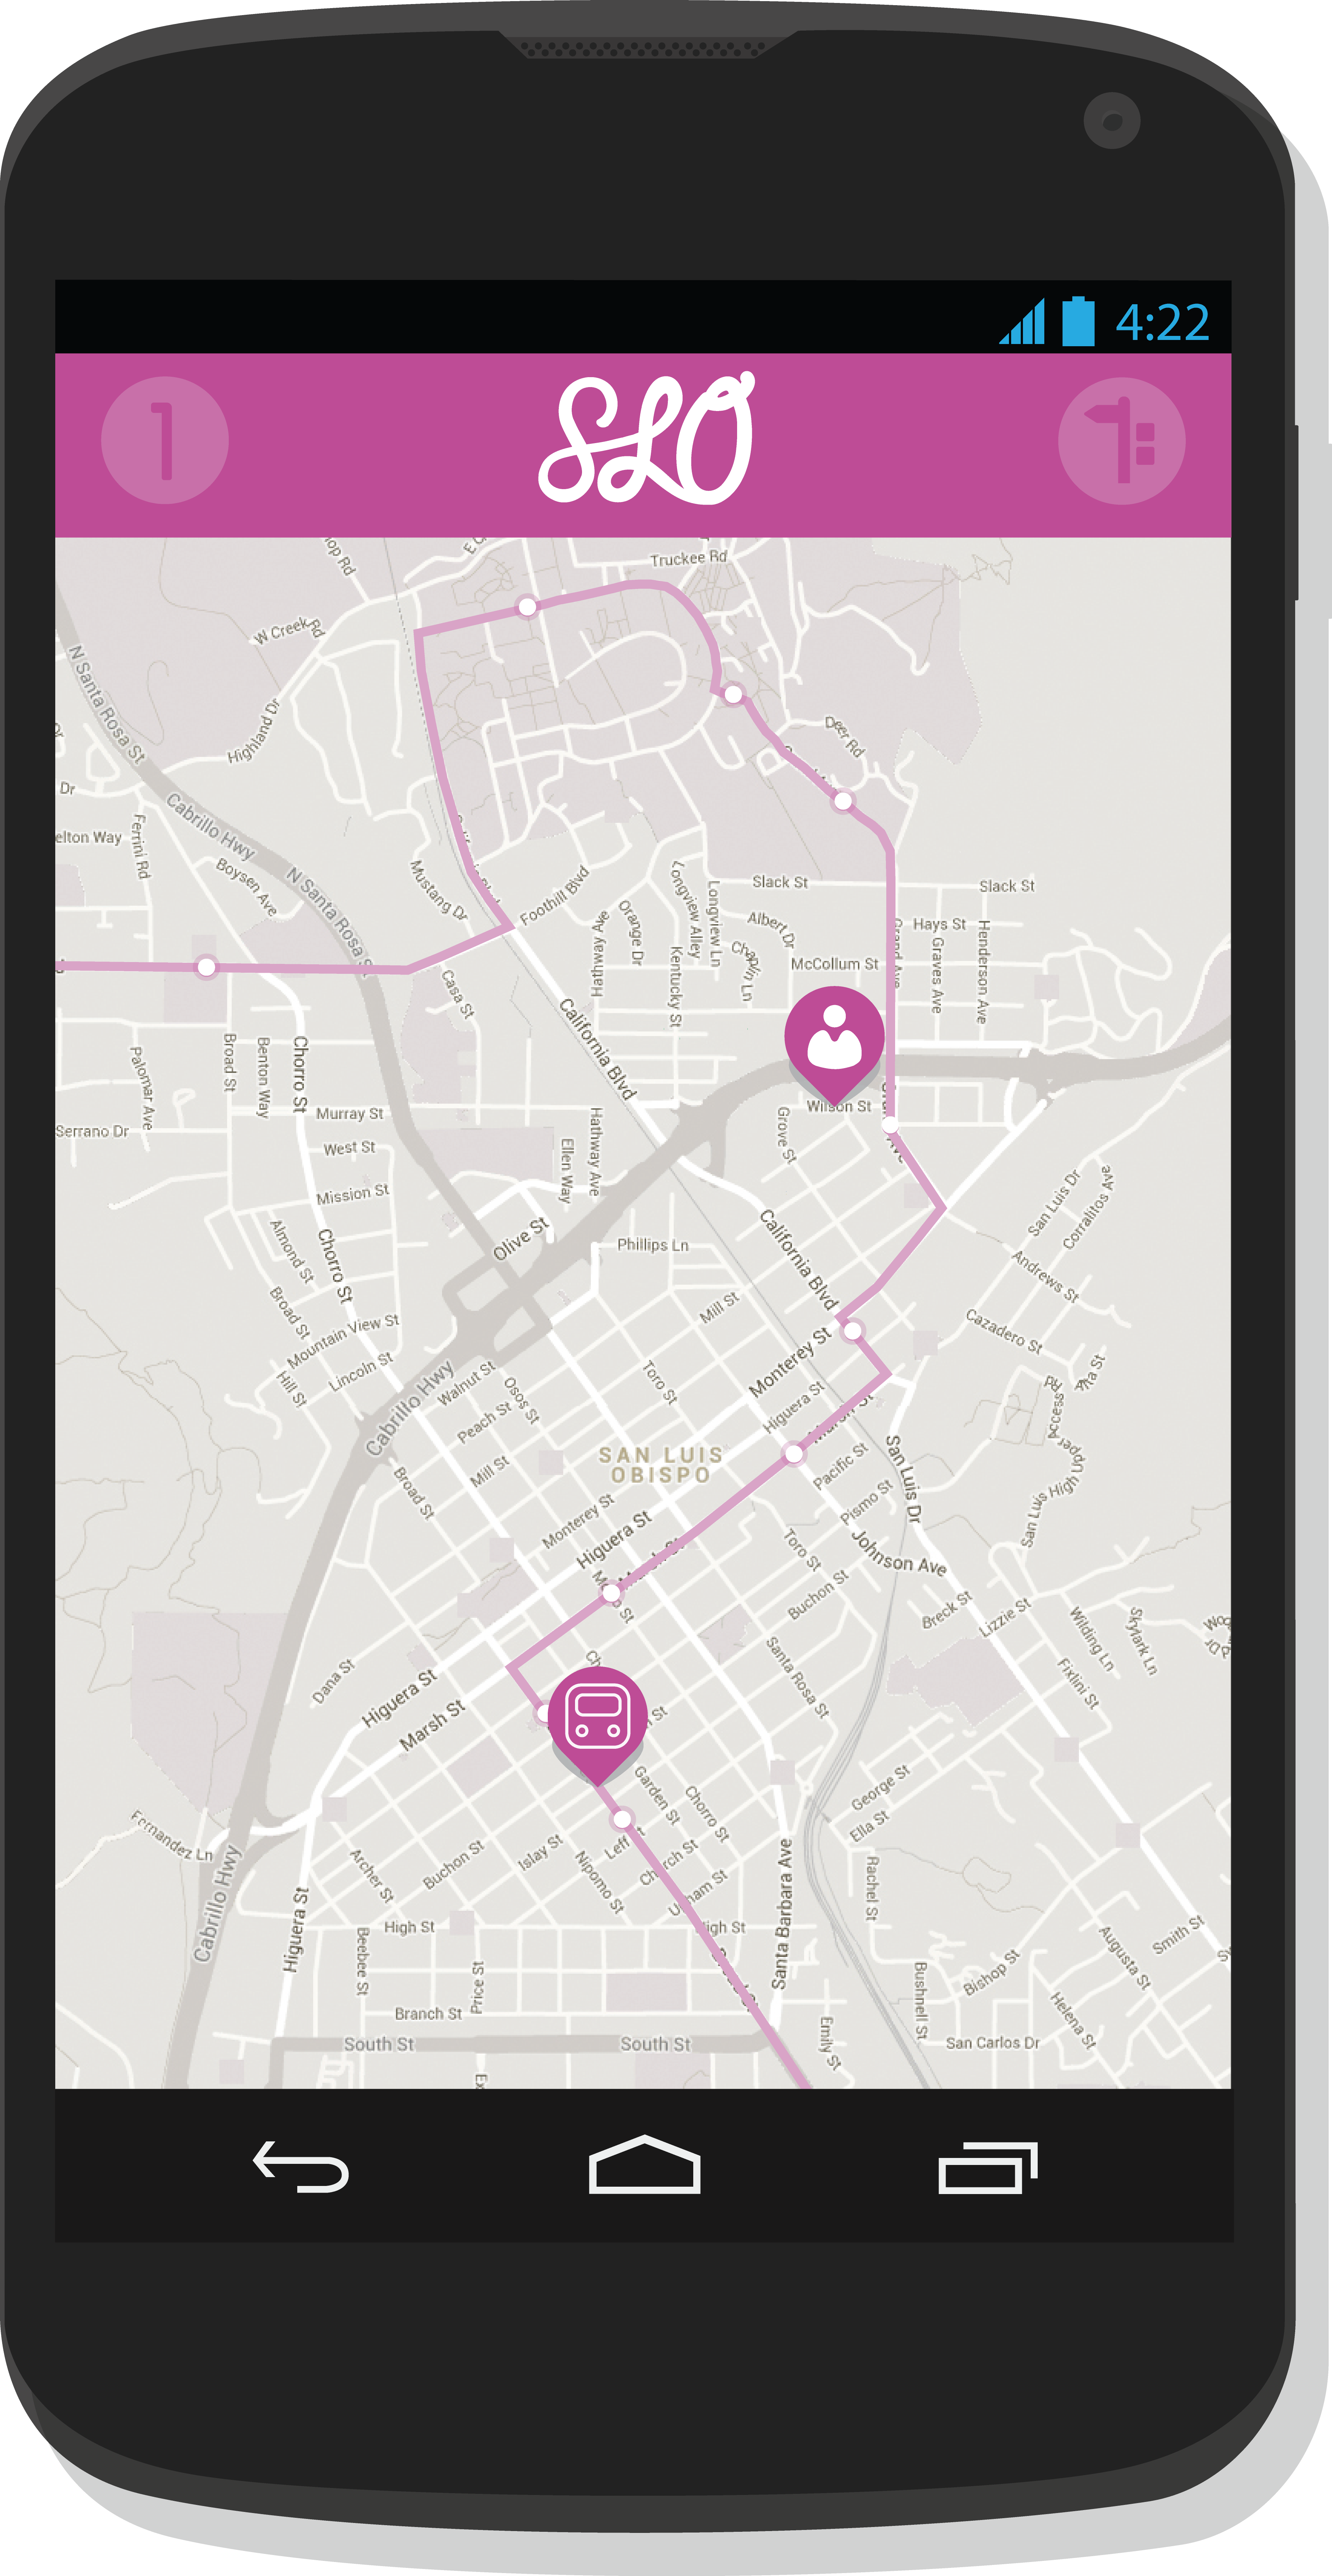 4:22
1
SLO
Truckee Rd
W Creek Rd
N Santa Rosa St
Highland Dr
Deer Rd
Dr
Cabrillo Hwy
elton Way
Ferrini Rd
Boysen Ave
N Santa Rosa S
Mustang Dr
Foothill Blvd
Slack St
Slack St
Longview Alley
Longview Ln
Albert Dr
Hays St
Orange Dr
Hathway Ave
Kentucky St
Chaplin Ln
McCollum St
Grand Ave
Graves Ave
Henderson Ave
Casa St
California Blvd
Broad St
Benton Way
Chorro St
Palomar Ave
Murray St
Serrano Dr
West St
Mission St
Hathway Ave
Ellen Way
Wilson St
Grove St
Ave
San Luis Dr
Corralitos Ave
Almond St
Chorro St
Olive St
Phillips Ln
California Blvd
Andrews St
Broad St
Mountain View St
Lincoln St
Hill St
Mill St
Cazadero St
Monterey St
Cabrillo Hwy
Walnut St
Osos St
Toro St
Peach St
Higuera St
SAN LUIS
OBISPO
Mill St
Broad St
Pacific St
San Luis Dr
Pismo St
Monterey St
Higuera St
Toro St
Johnson Ave
Buchon St
Breck St
Lizzie St
Wilding Ln
Skylark Ln
Fixlini St
Santa Rosa St
Dana St
Higuera St
Marsh St
Garden St
Chorro St
George St
Ella St
Fernandez Ln
Archer St
Buchon St
Islay St
Nipomo St
Leff
Church St
Rachel St
Cabrillo Hwy
Higuera St
High St
Beebee St
Price St
Santa Barbara Ave
Augusta St
Smith St
Bishop St
Bushnell St
Helena St
Branch St
South St
South St
Emily St
San Carlos Dr
Ex